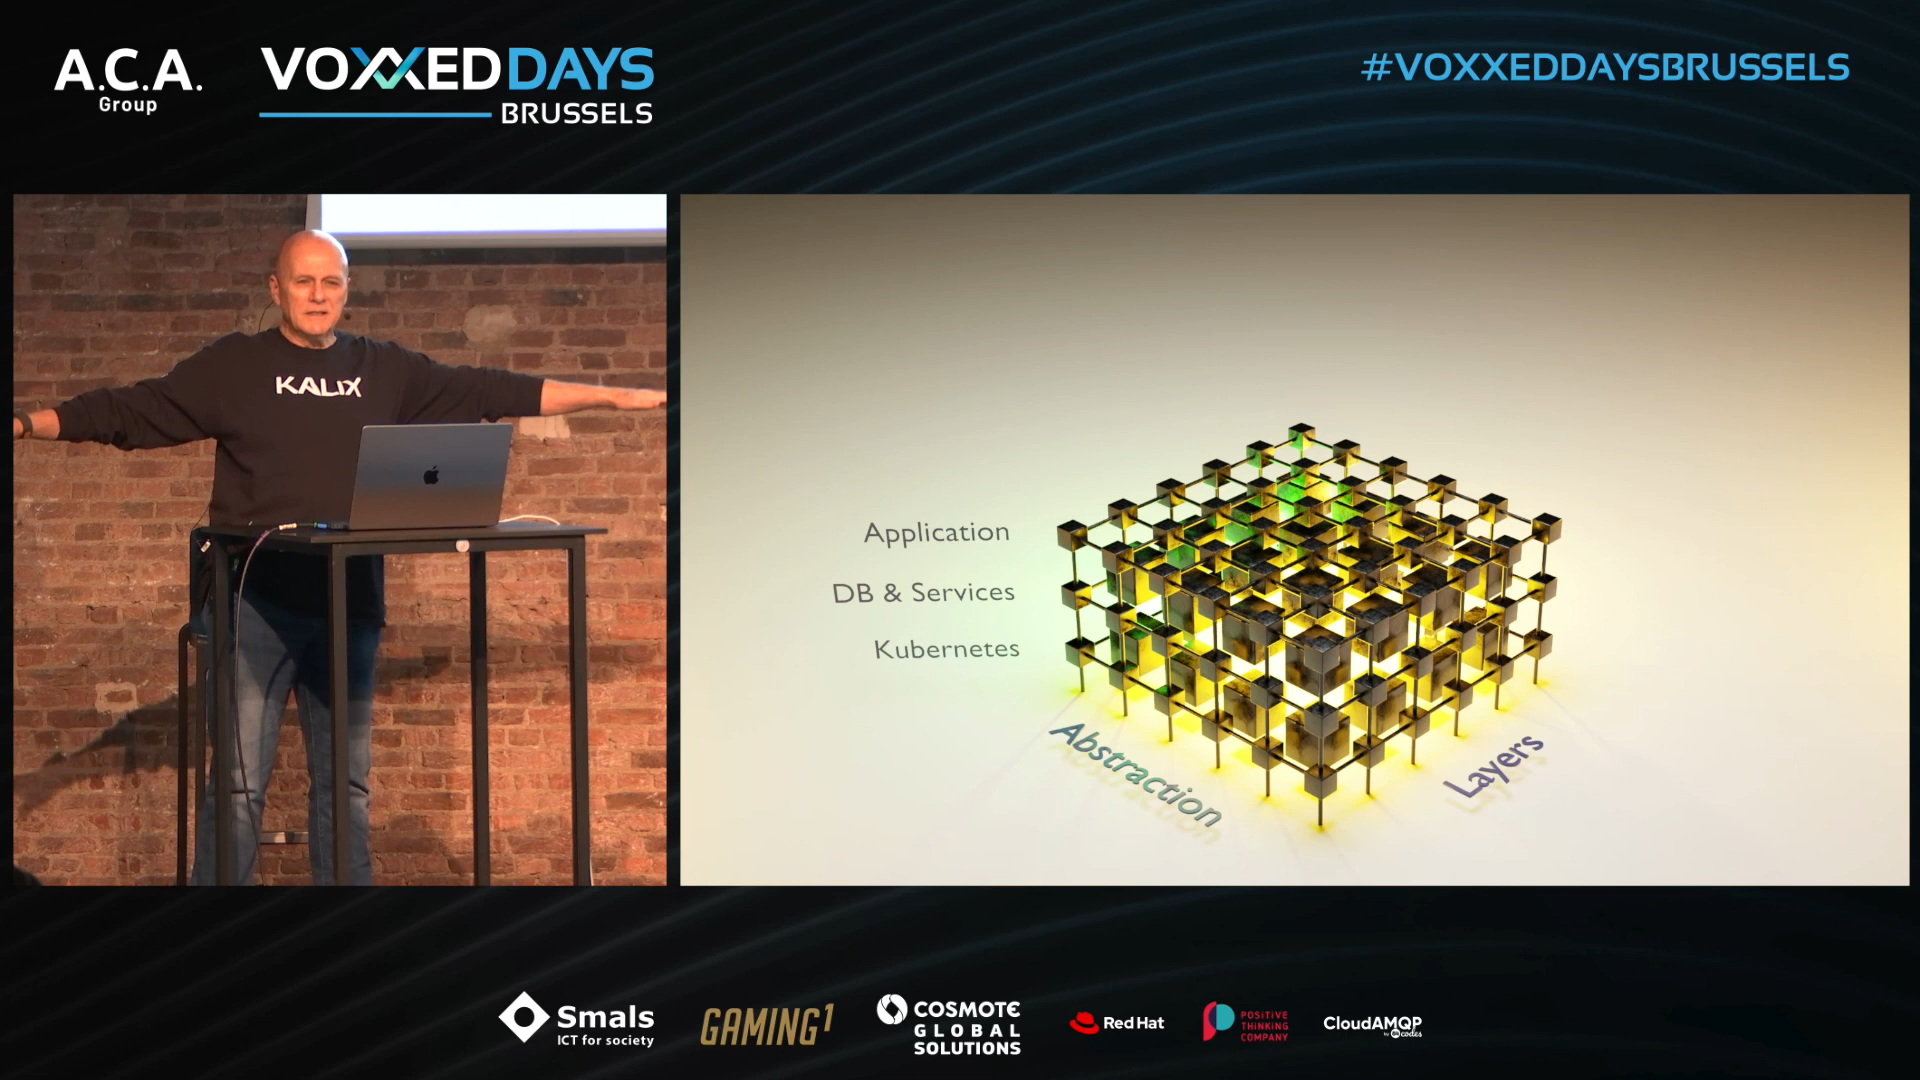 A.C.A.
Group
VOXXEDDAYS
BRUSSELS
#VOXXEDDAYSBRUSSELS
KALIX
Application
DB & Services
Kubernetes
Abstraction
Layers
Smals
ICT for society
GAMING1
COSMOTE
GLOBAL
SOLUTIONS
Red Hat
POSITIVE
THINKING
COMPANY
CloudAMQP